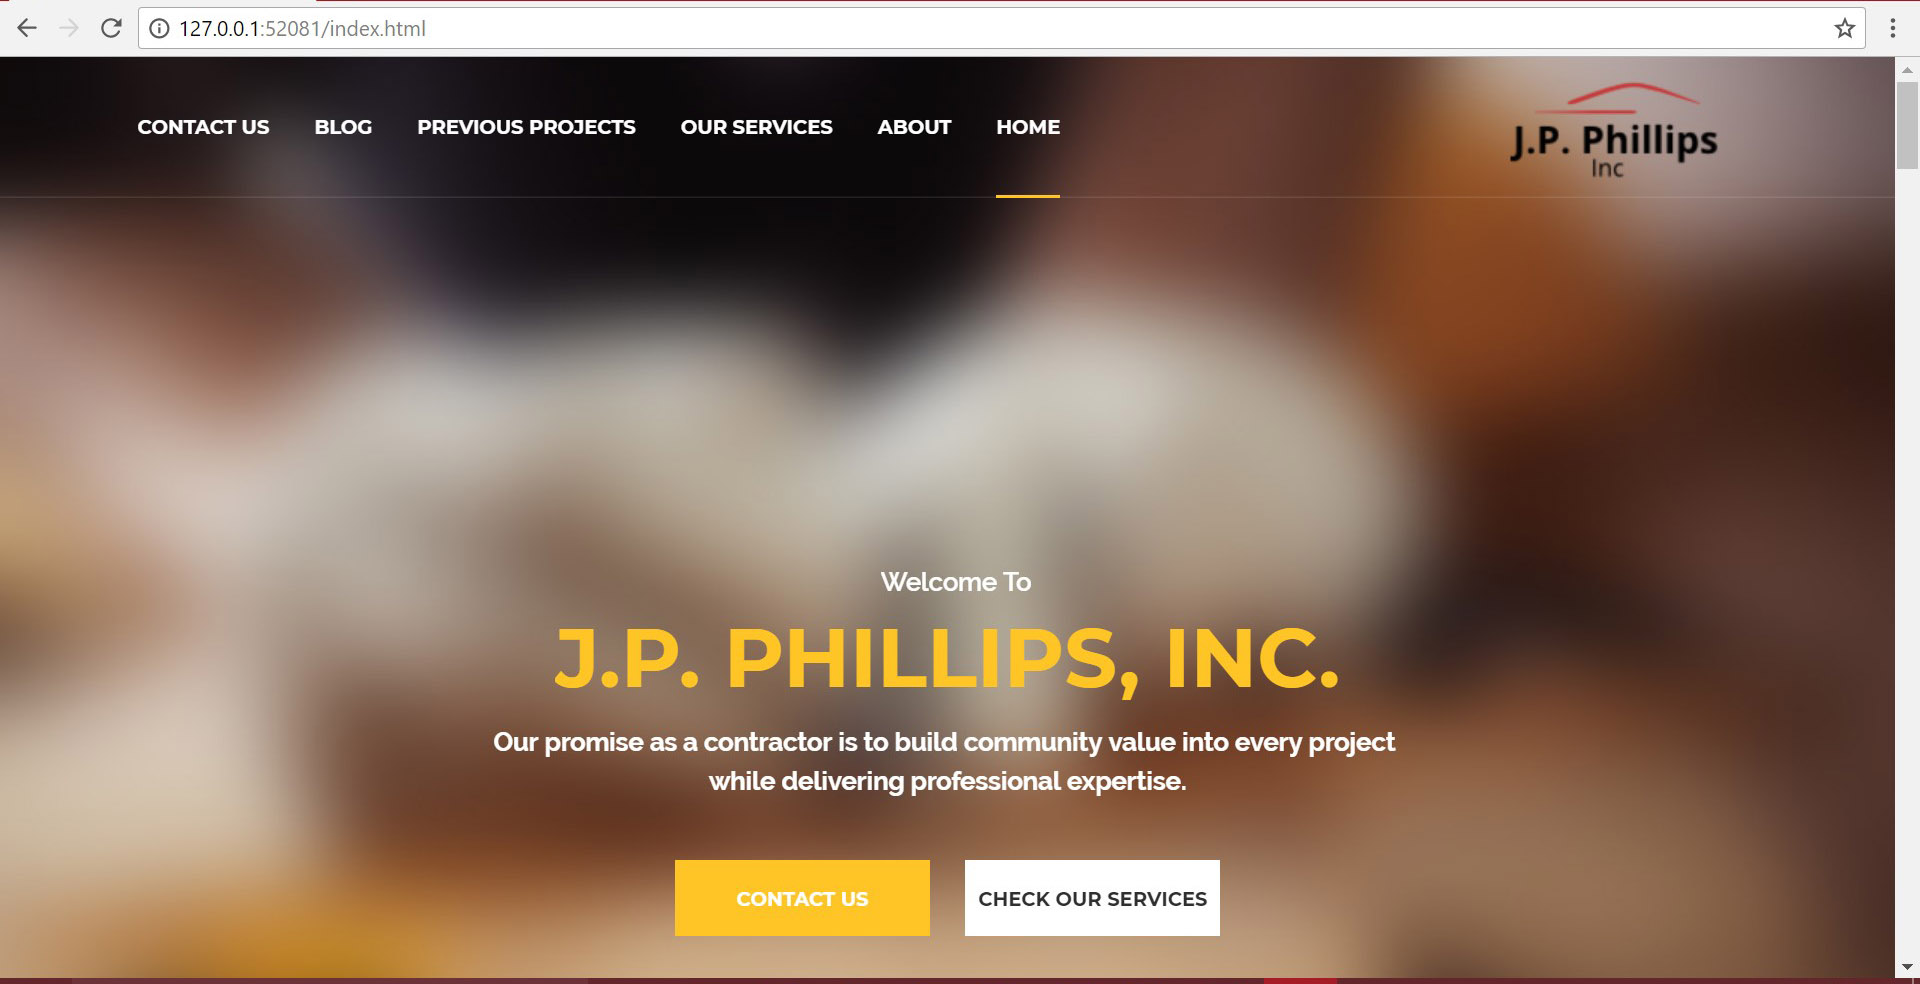 127.0.0.1:52081/index.html
CONTACT US BLOG PREVIOUS PROJECTS OUR SERVICES ABOUT HOME
J.P. Phillips
Inc
Welcome To
J.P. PHILLIPS, INC.
Our promise as a contractor is to build community value into every project
while delivering professional expertise.
CONTACT US CHECK OUR SERVICES